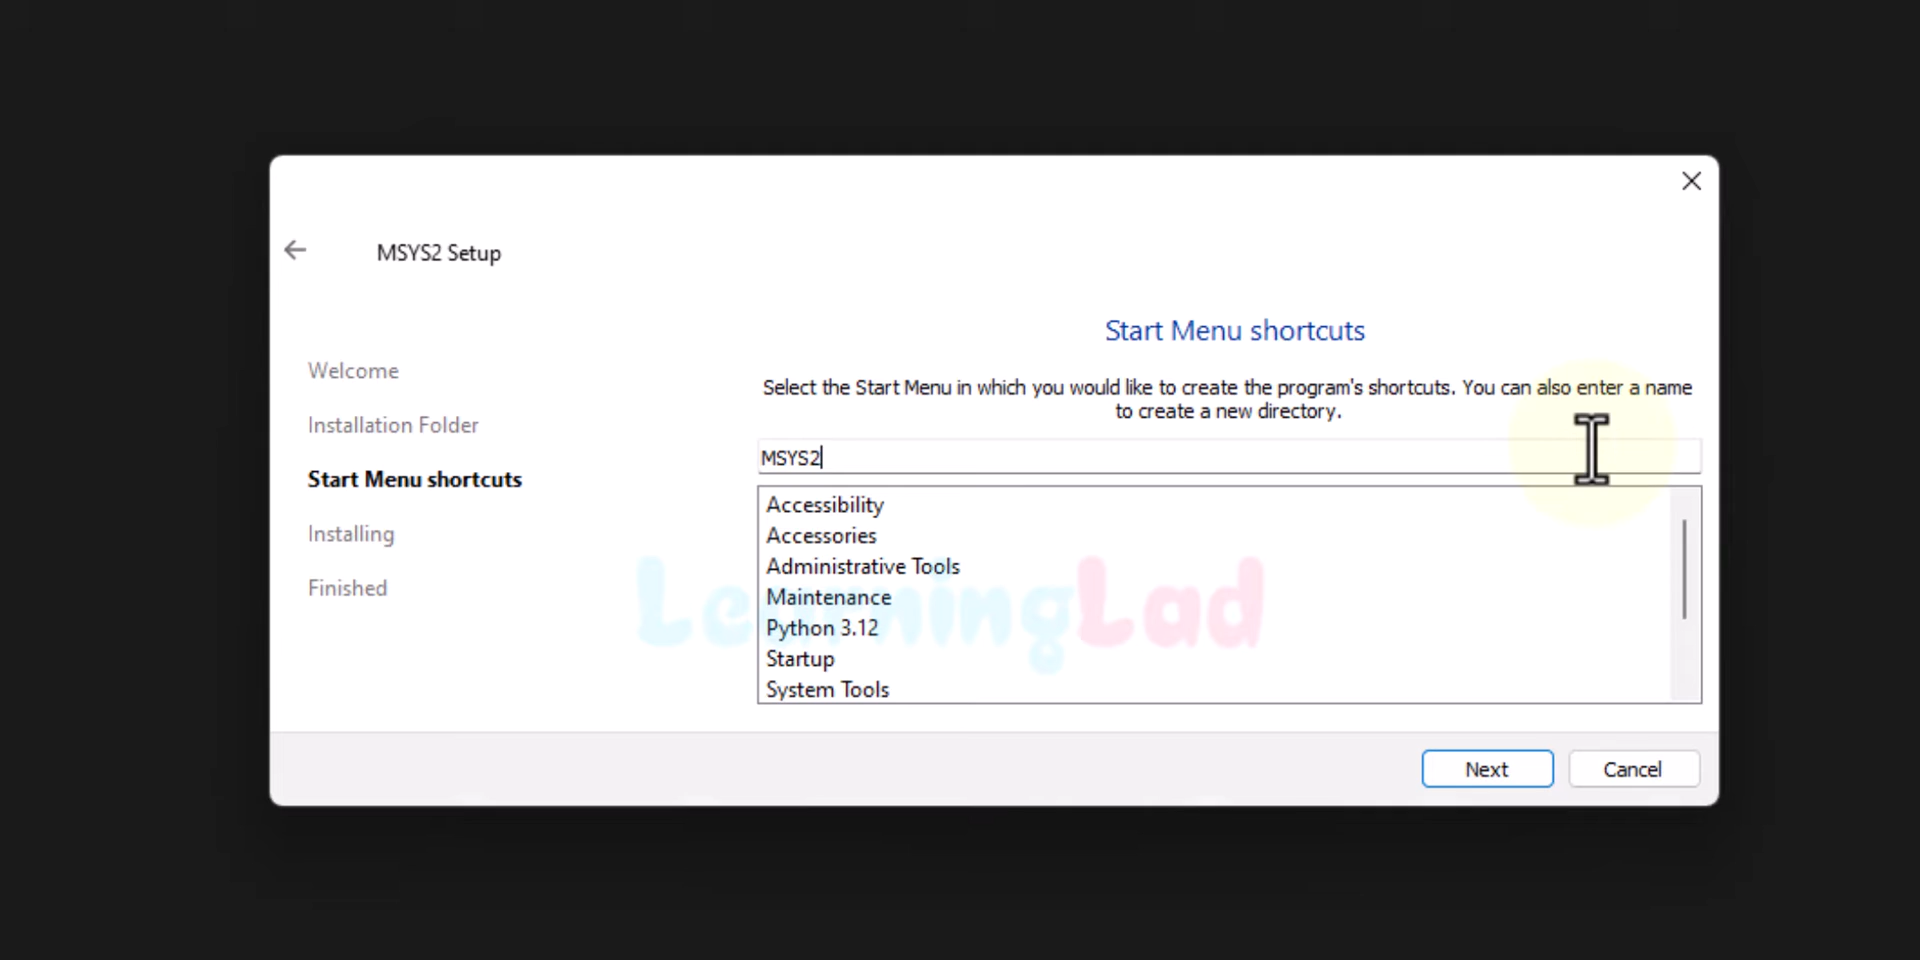 MSYS2 Setup
Welcome
Installation Folder
Start Menu shortcuts
Installing
Finished
Start Menu shortcuts
Select the Start Menu in which you would like to create the program's shortcuts. You can also enter a name
to create a new directory.
MSYS2
Accessibility
Accessories
Administrative Tools
Maintenance
Python 3.12
Startup
System Tools
LearningLad
Next
Cancel